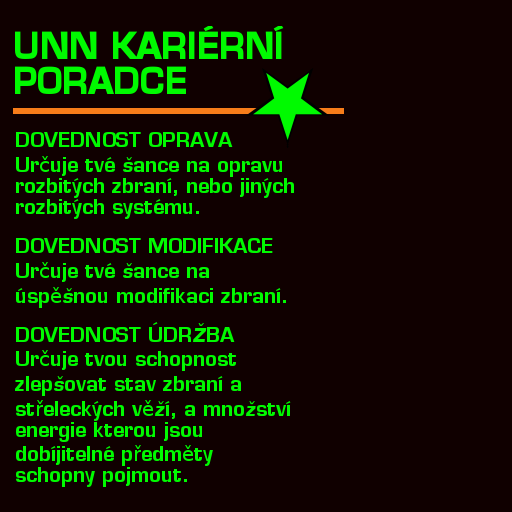 UNN KARIÉRNÍ
PORADCE
DOVEDNOST OPRAVA
Určuje tvé šance na opravu
rozbitých zbraní, nebo jiných
rozbitých systému.
DOVEDNOST MODIFIKACE
Určuje tvé šance na
úspěšnou modifikaci zbraní.
DOVEDNOST ÚDRŽBA
Určuje tvou schopnost
zlepšovat stav zbraní a
střeleckých věží, a množství
energie kterou jsou
dobíjitelné předměty
schopny pojmout.